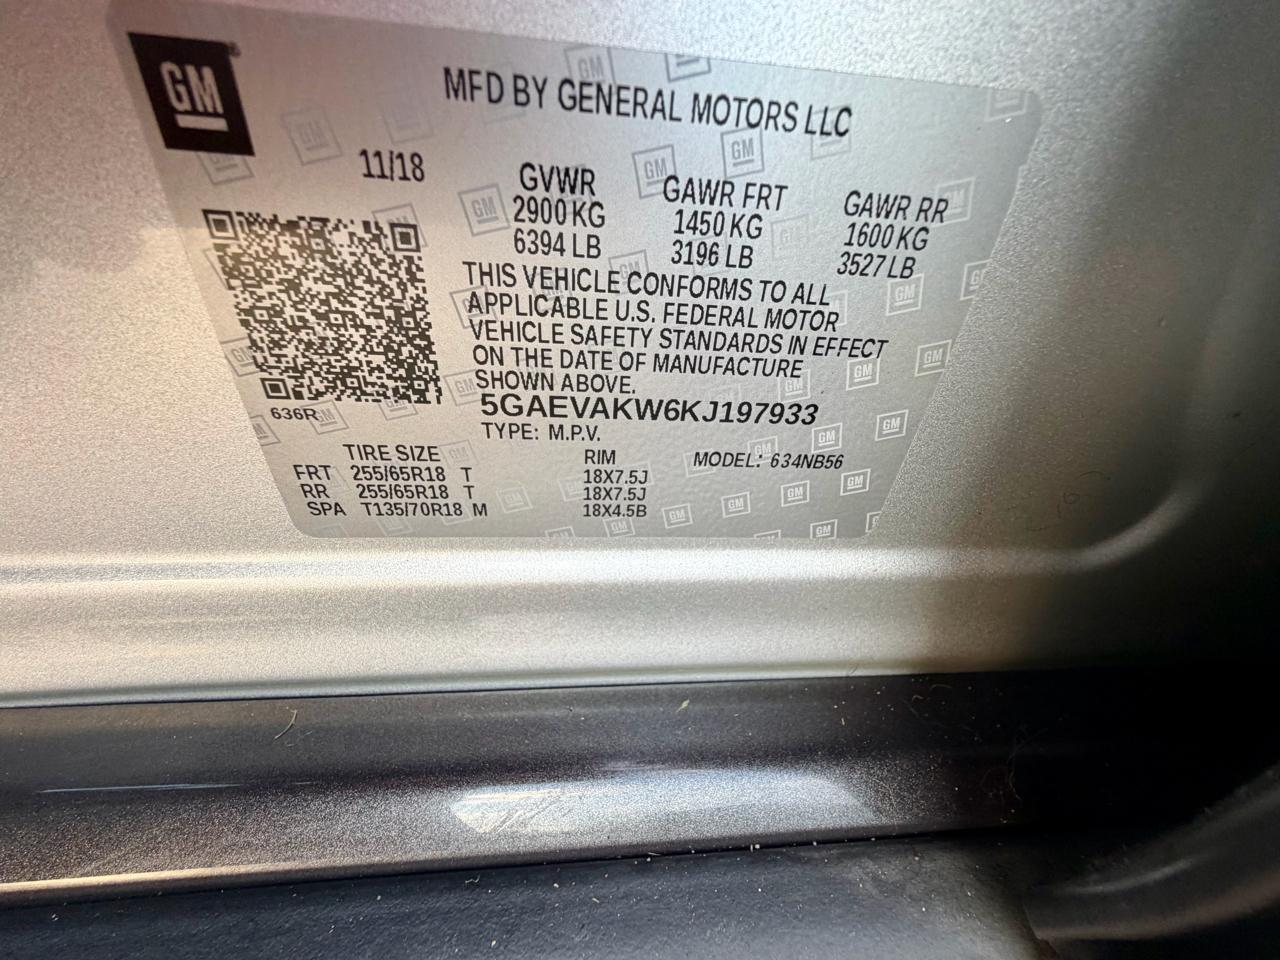 GM
MFD BY GENERAL MOTORS LLC
11/18
GVWR GAWR FRT GAWR RR
2900 KG 1450 KG 1600 KG
6394 LB 3196 LB 3527 LB
THIS VEHICLE CONFORMS TO ALL
APPLICABLE U.S. FEDERAL MOTOR
VEHICLE SAFETY STANDARDS IN EFFECT
ON THE DATE OF MANUFACTURE
SHOWN ABOVE.
636R
5GAEVAKW6KJ197933
TYPE: M.P.V.
TIRE SIZE RIM MODEL: 634NB56
FRT 255/65R18 T 18X7.5J
RR 255/65R18 T 18X7.5J
SPA T135/70R18 M 18X4.5B